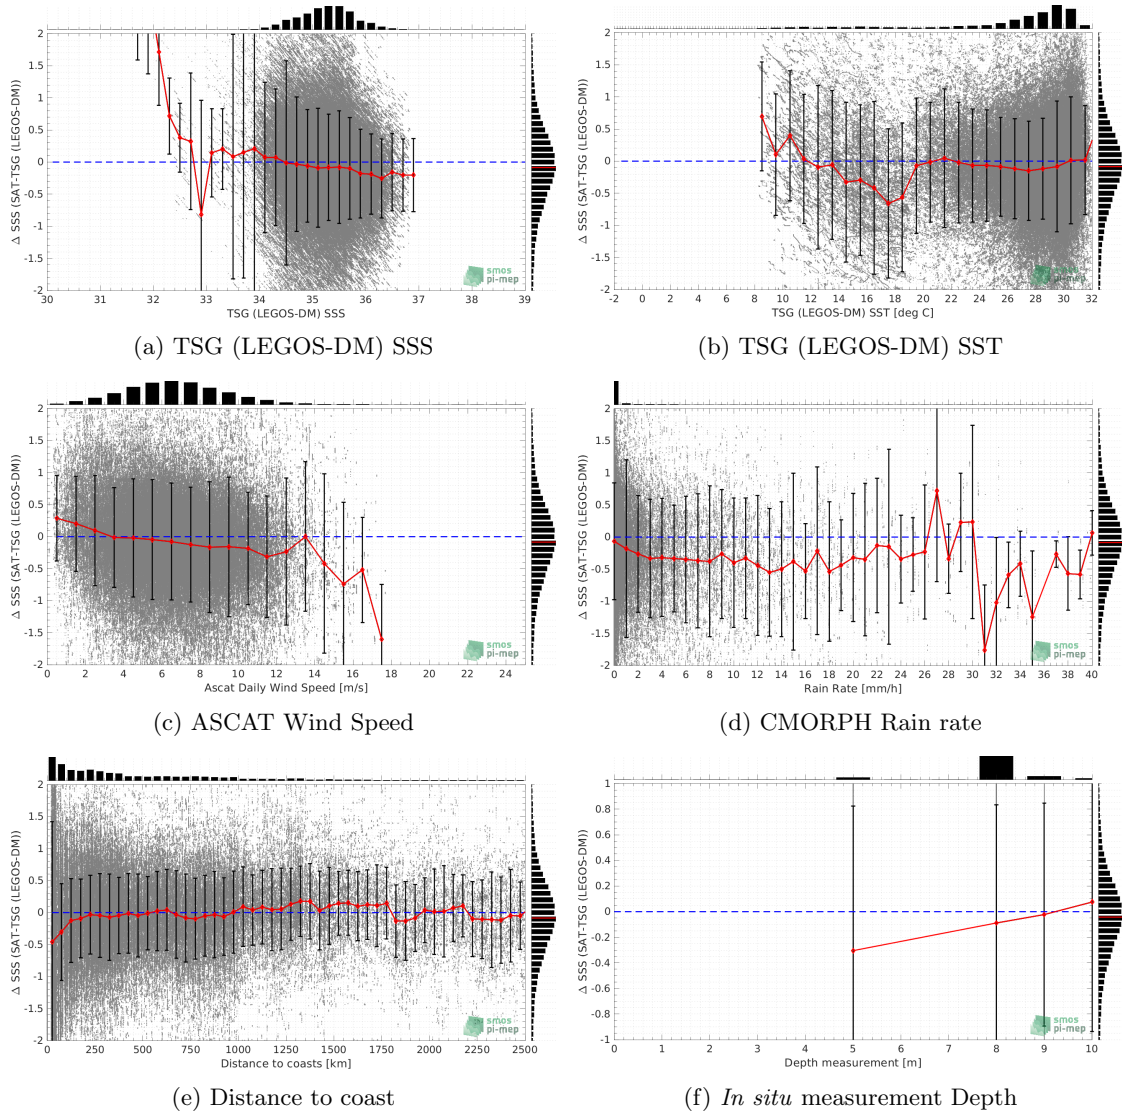 Δ SSS (SAT-TSG (LEGOS-DM))
2
1.5
1
0.5
0
-0.5
-1
-1.5
-2
30 31 32 33 34 35 36 37 38 39
TSG (LEGOS-DM) SSS
smos
pi-mep
(a) TSG (LEGOS-DM) SSS
Δ SSS (SAT-TSG (LEGOS-DM))
2
1.5
1
0.5
0
-0.5
-1
-1.5
-2
-2 0 2 4 6 8 10 12 14 16 18 20 22 24 26 28 30 32
TSG (LEGOS-DM) SST [deg C]
smos
pi-mep
(b) TSG (LEGOS-DM) SST
Δ SSS (SAT-TSG (LEGOS-DM))
2
1.5
1
0.5
0
-0.5
-1
-1.5
-2
0 2 4 6 8 10 12 14 16 18 20 22 24
Ascat Daily Wind Speed [m/s]
smos
pi-mep
(c) ASCAT Wind Speed
Δ SSS (SAT-TSG (LEGOS-DM))
2
1.5
1
0.5
0
-0.5
-1
-1.5
-2
0 2 4 6 8 10 12 14 16 18 20 22 24 26 28 30 32 34 36 38 40
Rain Rate [mm/h]
smos
pi-mep
(d) CMORPH Rain rate
Δ SSS (SAT-TSG (LEGOS-DM))
2
1.5
1
0.5
0
-0.5
-1
-1.5
-2
0 250 500 750 1000 1250 1500 1750 2000 2250 2500
Distance to coasts [km]
smos
pi-mep
(e) Distance to coast
Δ SSS (SAT-TSG (LEGOS-DM))
1
0.8
0.6
0.4
0.2
0
-0.2
-0.4
-0.6
-0.8
-1
0 1 2 3 4 5 6 7 8 9 10
Depth measurement [m]
smos
pi-mep
(f) In situ measurement Depth